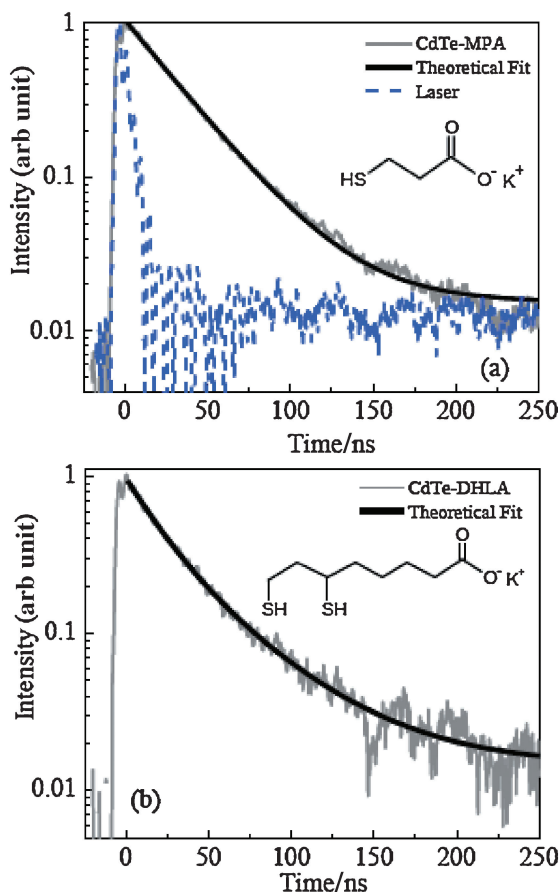 1
0.1
0.01
Intensity (arb unit)
CdTe-MPA
Theoretical Fit
Laser
HS
O
O⁻ K⁺
(a)
0 50 100 150 200 250
Time/ns
1
0.1
0.01
Intensity (arb unit)
CdTe-DHLA
Theoretical Fit
O
O⁻ K⁺
SH SH
(b)
0 50 100 150 200 250
Time/ns